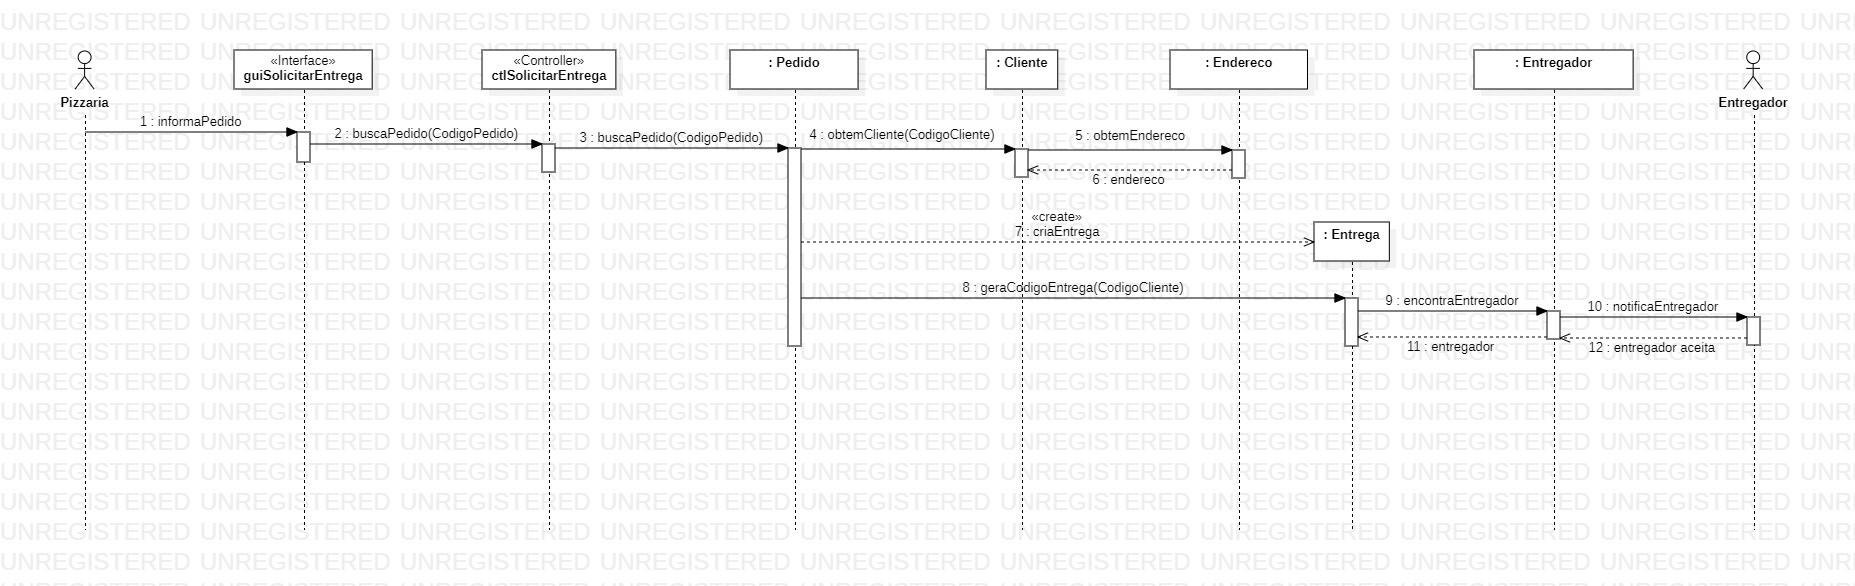 «Interface»
guiSolicitarEntrega
«Controller»
ctlSolicitarEntrega
: Pedido
: Cliente
: Endereco
: Entregador
Pizzaria
Entregador
1 : informaPedido
2 : buscaPedido(CodigoPedido)
3 : buscaPedido(CodigoPedido)
4 : obtemCliente(CodigoCliente)
5 : obtemEndereco
6 : endereco
«create»
7 : criaEntrega
: Entrega
8 : geraCodigoEntrega(CodigoCliente)
9 : encontraEntregador
10 : notificaEntregador
11 : entregador
12 : entregador aceita
UNREGISTERED